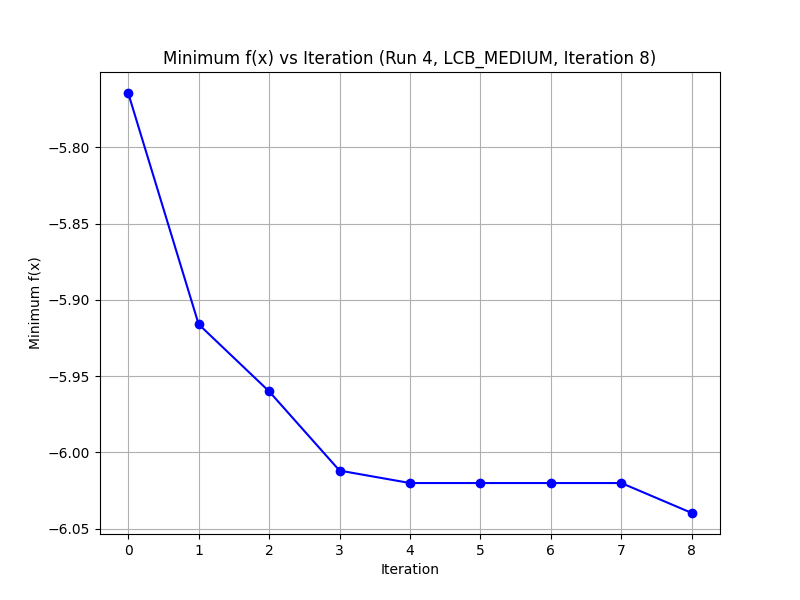 Minimum f(x) vs Iteration (Run 4, LCB_MEDIUM, Iteration 8)
−5.80
−5.85
−5.90
−5.95
−6.00
−6.05
Minimum f(x)
0 1 2 3 4 5 6 7 8
Iteration